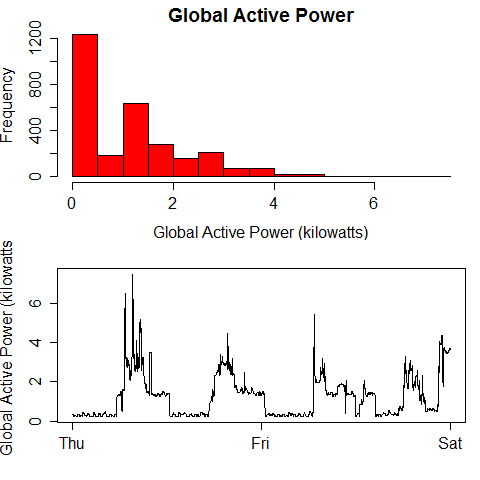 Global Active Power
Frequency
0 400 800 1200
0 2 4 6
Global Active Power (kilowatts)
Global Active Power (kilowatts
0 2 4 6
Thu Fri Sat